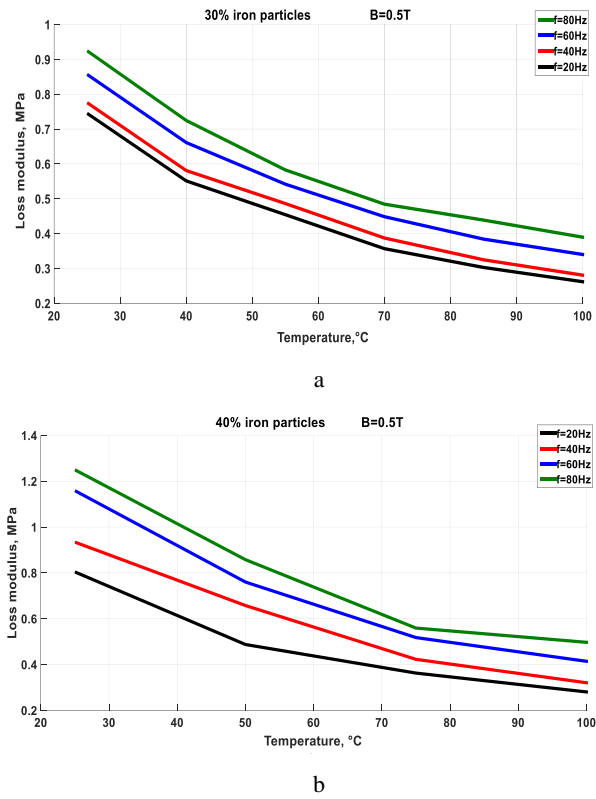 30% iron particles B=0.5T
1
0.9
0.8
0.7
0.6
0.5
0.4
0.3
0.2
Loss modulus, MPa
f=80Hz
f=60Hz
f=40Hz
f=20Hz
20 30 40 50 60 70 80 90 100
Temperature,°C
a
40% iron particles B=0.5T
1.4
1.2
1
0.8
0.6
0.4
0.2
Loss modulus, MPa
f=20Hz
f=40Hz
f=60Hz
f=80Hz
20 30 40 50 60 70 80 90 100
Temperature, °C
b